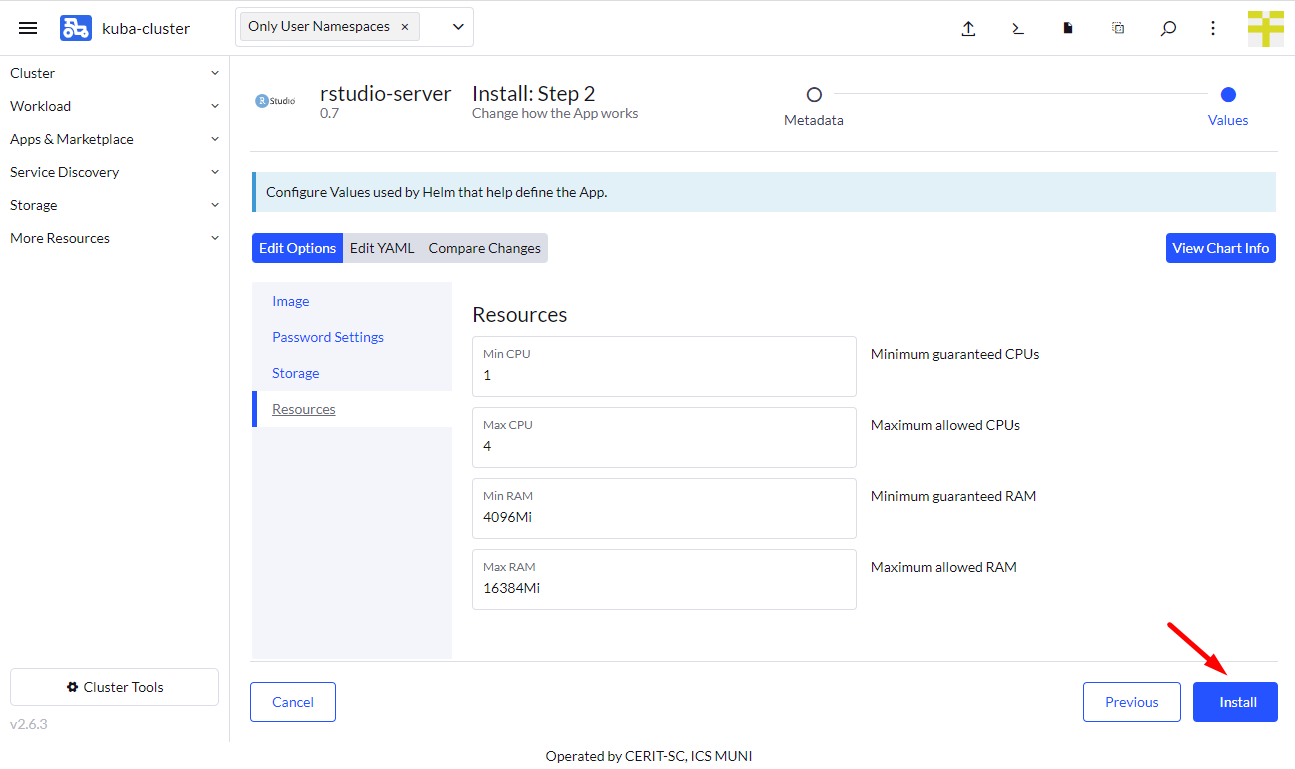 kuba-cluster
Only User Namespaces ×
Cluster
Workload
Apps & Marketplace
Service Discovery
Storage
More Resources
Cluster Tools
v2.6.3
R Studio
rstudio-server
0.7
Install: Step 2
Change how the App works
Metadata
Values
Configure Values used by Helm that help define the App.
Edit Options Edit YAML Compare Changes
View Chart Info
Image
Password Settings
Storage
Resources
Resources
Min CPU
1
Minimum guaranteed CPUs
Max CPU
4
Maximum allowed CPUs
Min RAM
4096Mi
Minimum guaranteed RAM
Max RAM
16384Mi
Maximum allowed RAM
Cancel
Previous
Install
Operated by CERIT-SC, ICS MUNI